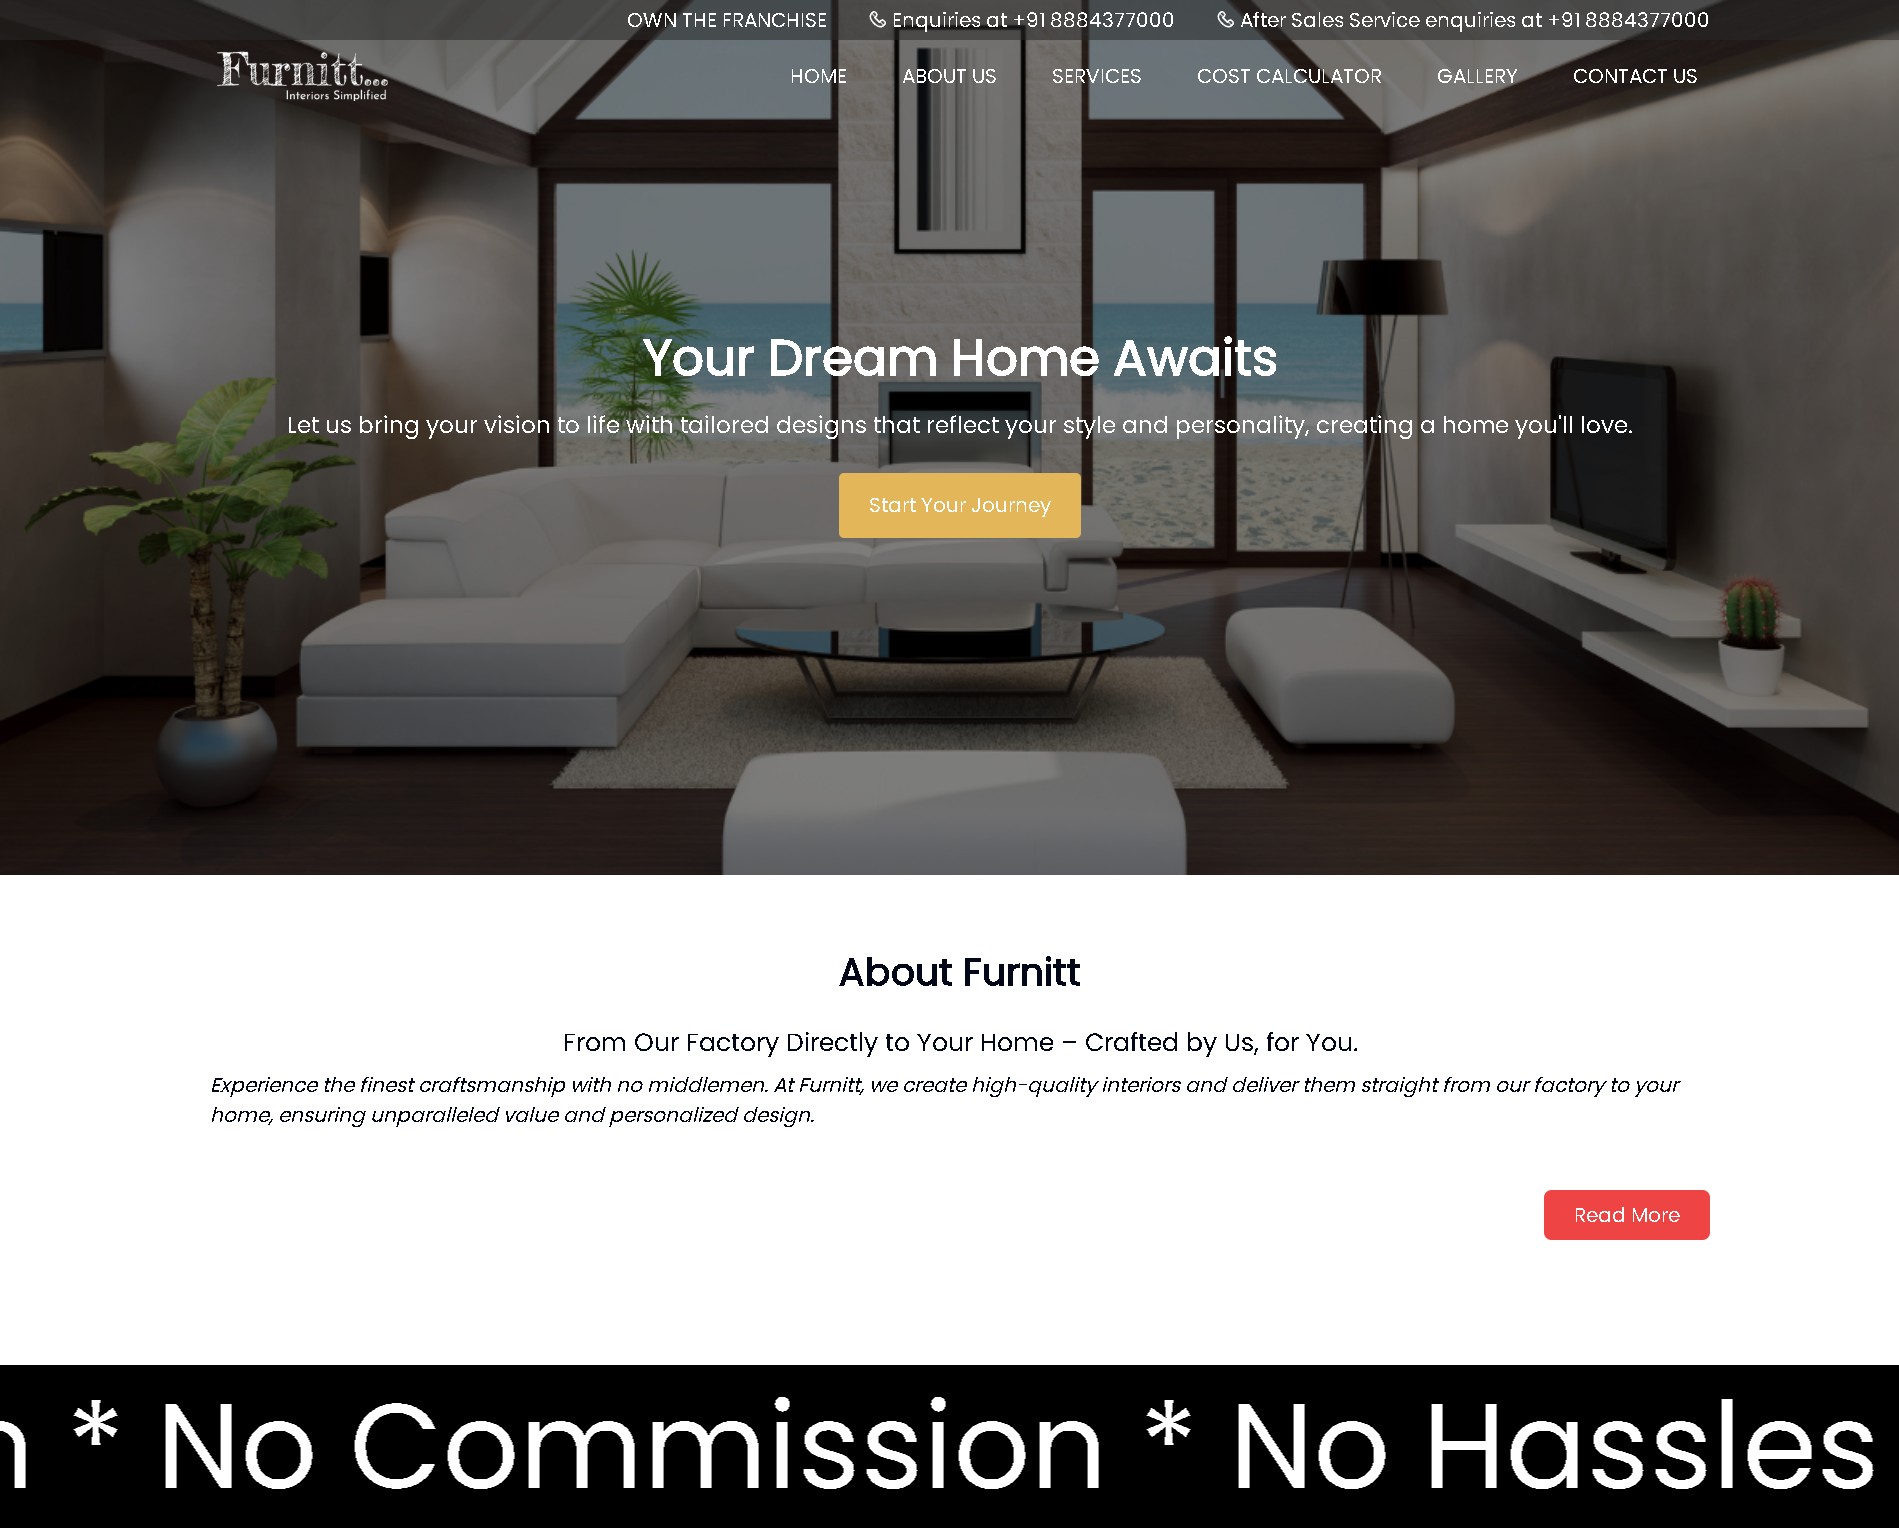 OWN THE FRANCHISE Enquiries at +91 8884377000 After Sales Service enquiries at +91 8884377000
Furnitt...
Interiors Simplified
HOME ABOUT US SERVICES COST CALCULATOR GALLERY CONTACT US
Your Dream Home Awaits
Let us bring your vision to life with tailored designs that reflect your style and personality, creating a home you'll love.
Start Your Journey
About Furnitt
From Our Factory Directly to Your Home – Crafted by Us, for You.
Experience the finest craftsmanship with no middlemen. At Furnitt, we create high-quality interiors and deliver them straight from our factory to your
home, ensuring unparalleled value and personalized design.
Read More
n * No Commission * No Hassles